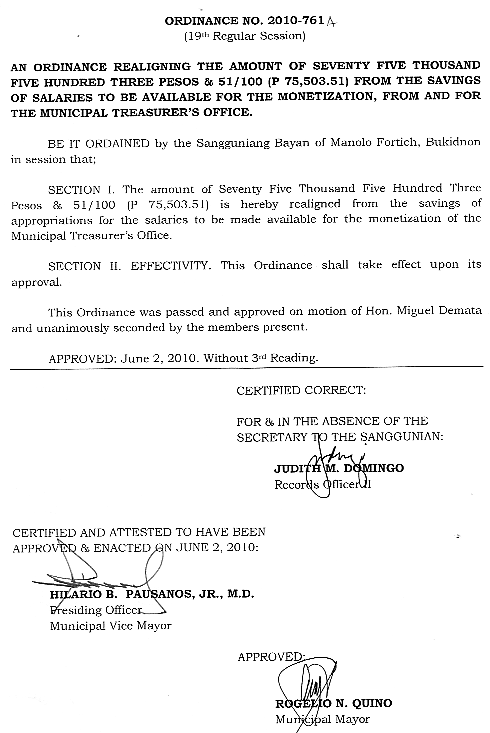 ORDINANCE NO. 2010-761A
(19th Regular Session)
AN ORDINANCE REALIGNING THE AMOUNT OF SEVENTY FIVE THOUSAND
FIVE HUNDRED THREE PESOS & 51/100 (P 75,503.51) FROM THE SAVINGS
OF SALARIES TO BE AVAILABLE FOR THE MONETIZATION, FROM AND FOR
THE MUNICIPAL TREASURER'S OFFICE.
BE IT ORDAINED by the Sangguniang Bayan of Manolo Fortich, Bukidnon
in session that;
SECTION I. The amount of Seventy Five Thousand Five Hundred Three
Pesos & 51/100 (P 75,503.51) is hereby realigned from the savings of
appropriations for the salaries to be made available for the monetization of the
Municipal Treasurer's Office.
SECTION II. EFFECTIVITY. This Ordinance shall take effect upon its
approval.
This Ordinance was passed and approved on motion of Hon. Miguel Demata
and unanimously seconded by the members present.
APPROVED: June 2, 2010. Without 3rd Reading.
CERTIFIED CORRECT:
FOR & IN THE ABSENCE OF THE
SECRETARY TO THE SANGGUNIAN:
JUDITH M. DOMINGO
Records Officer II
CERTIFIED AND ATTESTED TO HAVE BEEN
APPROVED & ENACTED ON JUNE 2, 2010:
HILARIO B. PAUSANOS, JR., M.D.
Presiding Officer
Municipal Vice Mayor
APPROVED:
ROGELIO N. QUINO
Municipal Mayor